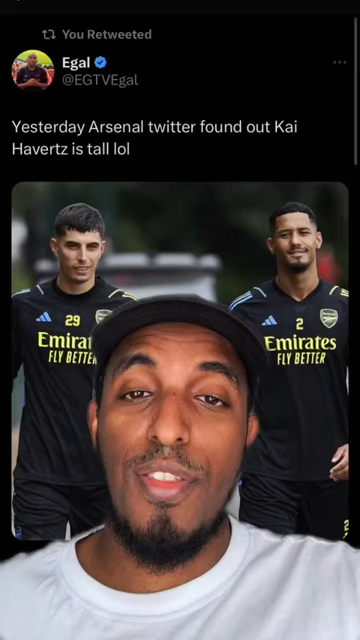 You Retweeted
Egal
@EGTVEgal
Yesterday Arsenal twitter found out Kai
Havertz is tall lol
29
2
Emirates
FLY BETTER
FLY BETTER